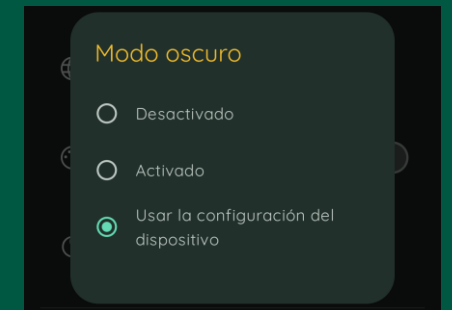 Modo oscuro
Desactivado
Activado
Usar la configuración del
dispositivo